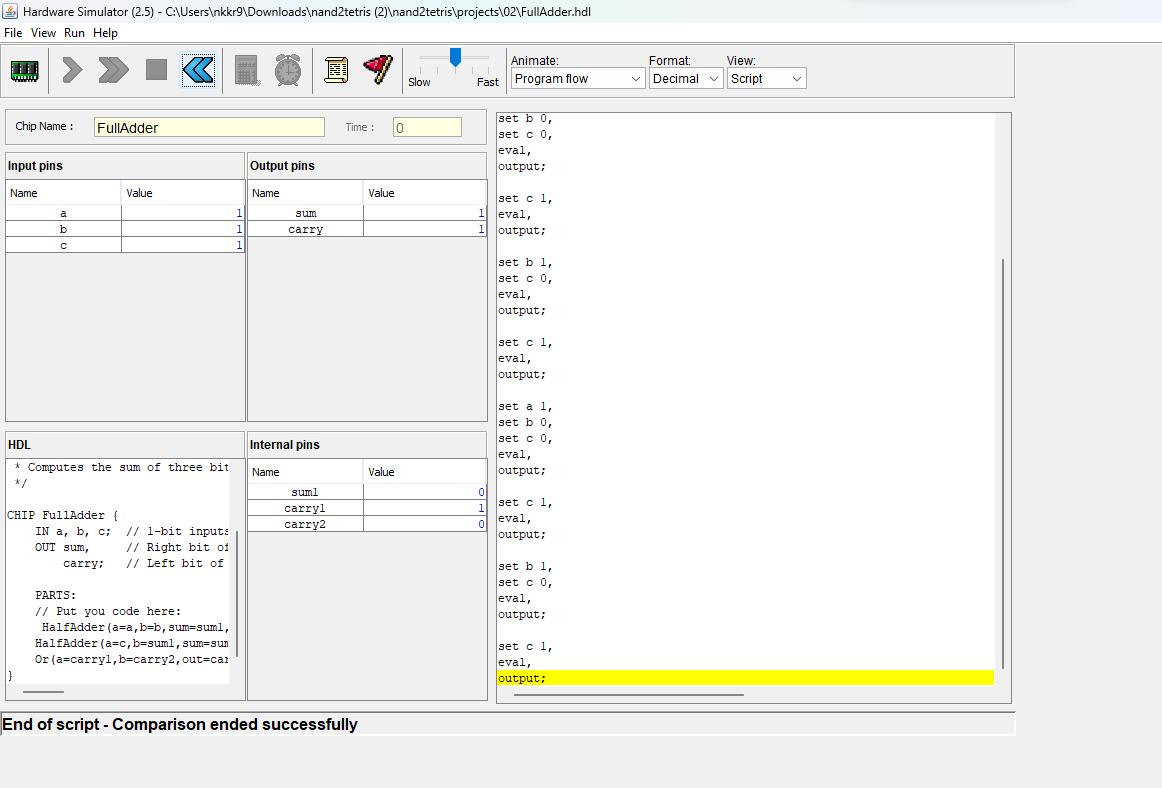 Hardware Simulator (2.5) - C:\Users\nkkr9\Downloads\nand2tetris (2)\nand2tetris\projects\02\FullAdder.hdl
File View Run Help
Slow Fast
Animate: Format: View:
Program flow Decimal Script
Chip Name : FullAdder Time : 0
Input pins
Name Value
a 1
b 1
c 1
Output pins
Name Value
sum 1
carry 1
HDL
* Computes the sum of three bit
*/
CHIP FullAdder {
IN a, b, c; // 1-bit inputs
OUT sum, // Right bit of
carry; // Left bit of
PARTS:
// Put you code here:
HalfAdder(a=a,b=b,sum=sum1,
HalfAdder(a=c,b=sum1,sum=sum
Or(a=carry1,b=carry2,out=car
}
Internal pins
Name Value
sum1 0
carry1 1
carry2 0
set b 0,
set c 0,
eval,
output;
set c 1,
eval,
output;
set b 1,
set c 0,
eval,
output;
set c 1,
eval,
output;
set a 1,
set b 0,
set c 0,
eval,
output;
set c 1,
eval,
output;
set b 1,
set c 0,
eval,
output;
set c 1,
eval,
output;
End of script - Comparison ended successfully